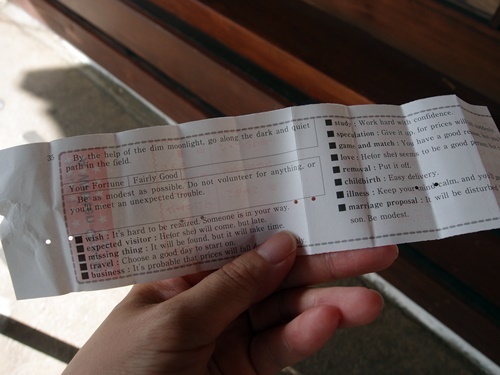 By the help of the dim moonlight, go along the dark and quiet
path in the field.
Your Fortune Fairly Good
Be as modest as possible. Do not volunteer for anything, or
you'll meet an unexpected trouble.
wish : It's hard to be realized. Someone is in your way.
expected visitor : He(or she) will come, but late.
missing thing : It will be found, but it will take time
travel : Choose a good day to start on.
business : It's probable that prices will fall
study : Work hard with confidence.
speculation : Give it up, for prices will
game and match : You have a good
love : He(or she) seems to be a good
removal : Put it off.
childbirth : Easy delivery.
illness : Keep your calm, and you'll
marriage proposal : It will be disturb
son. Be modest.